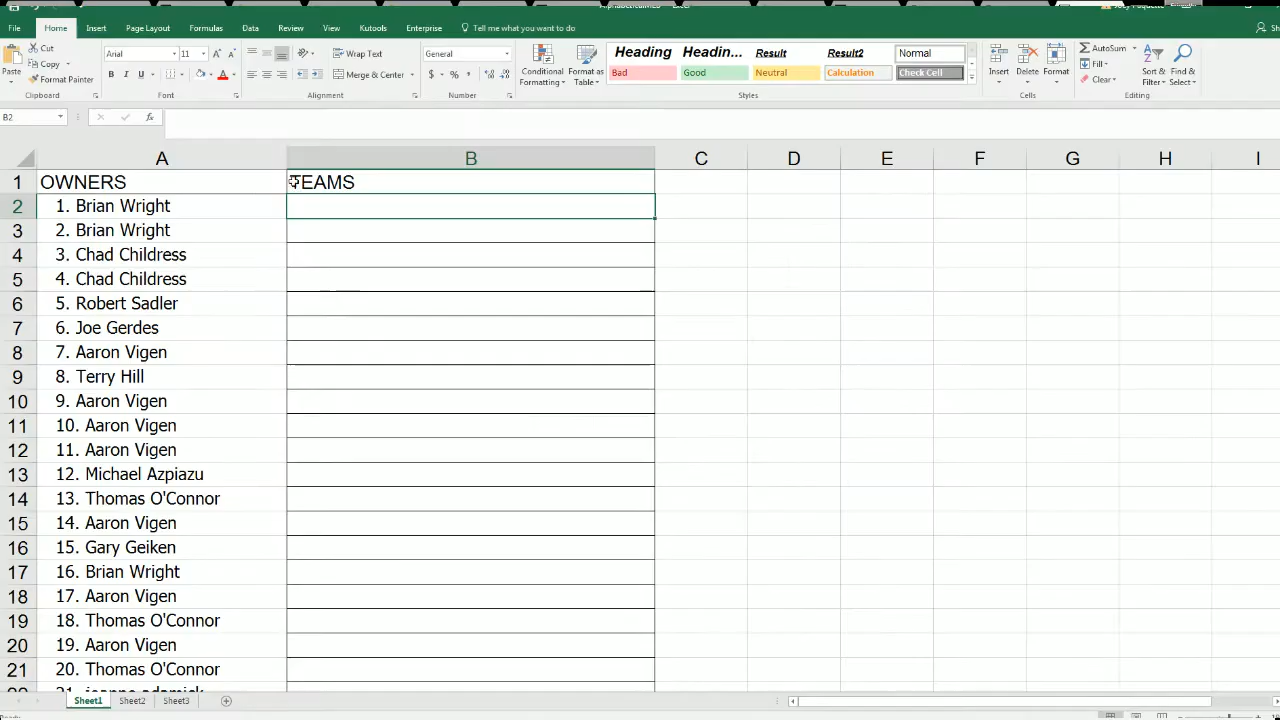 File Home Insert Page Layout Formulas Data Review View Kutools Enterprise Tell me what you want to do
Cut Arial 11 Wrap Text General Heading Headin... Result Result2 Normal AutoSum
Paste Copy Conditional Format as Insert Delete Format Fill Sort & Find &
Format Painter B I U Merge & Center $ % Formatting Table Bad Good Neutral Calculation Check Cell Clear Filter Select
Clipboard Font Alignment Number Styles Cells Editing
B2 fx
A B C D E F G H I
1 OWNERS TEAMS
2 1. Brian Wright
3 2. Brian Wright
4 3. Chad Childress
5 4. Chad Childress
6 5. Robert Sadler
7 6. Joe Gerdes
8 7. Aaron Vigen
9 8. Terry Hill
10 9. Aaron Vigen
11 10. Aaron Vigen
12 11. Aaron Vigen
13 12. Michael Azpiazu
14 13. Thomas O'Connor
15 14. Aaron Vigen
16 15. Gary Geiken
17 16. Brian Wright
18 17. Aaron Vigen
19 18. Thomas O'Connor
20 19. Aaron Vigen
21 20. Thomas O'Connor
Sheet1 Sheet2 Sheet3